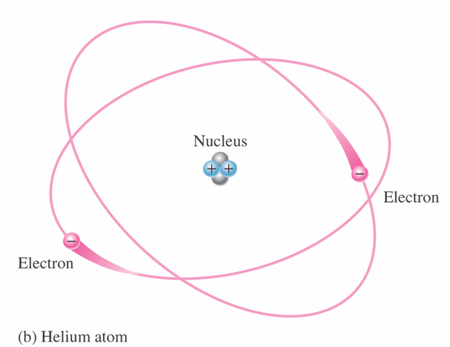 Nucleus
+ +
−
Electron
−
Electron
(b) Helium atom